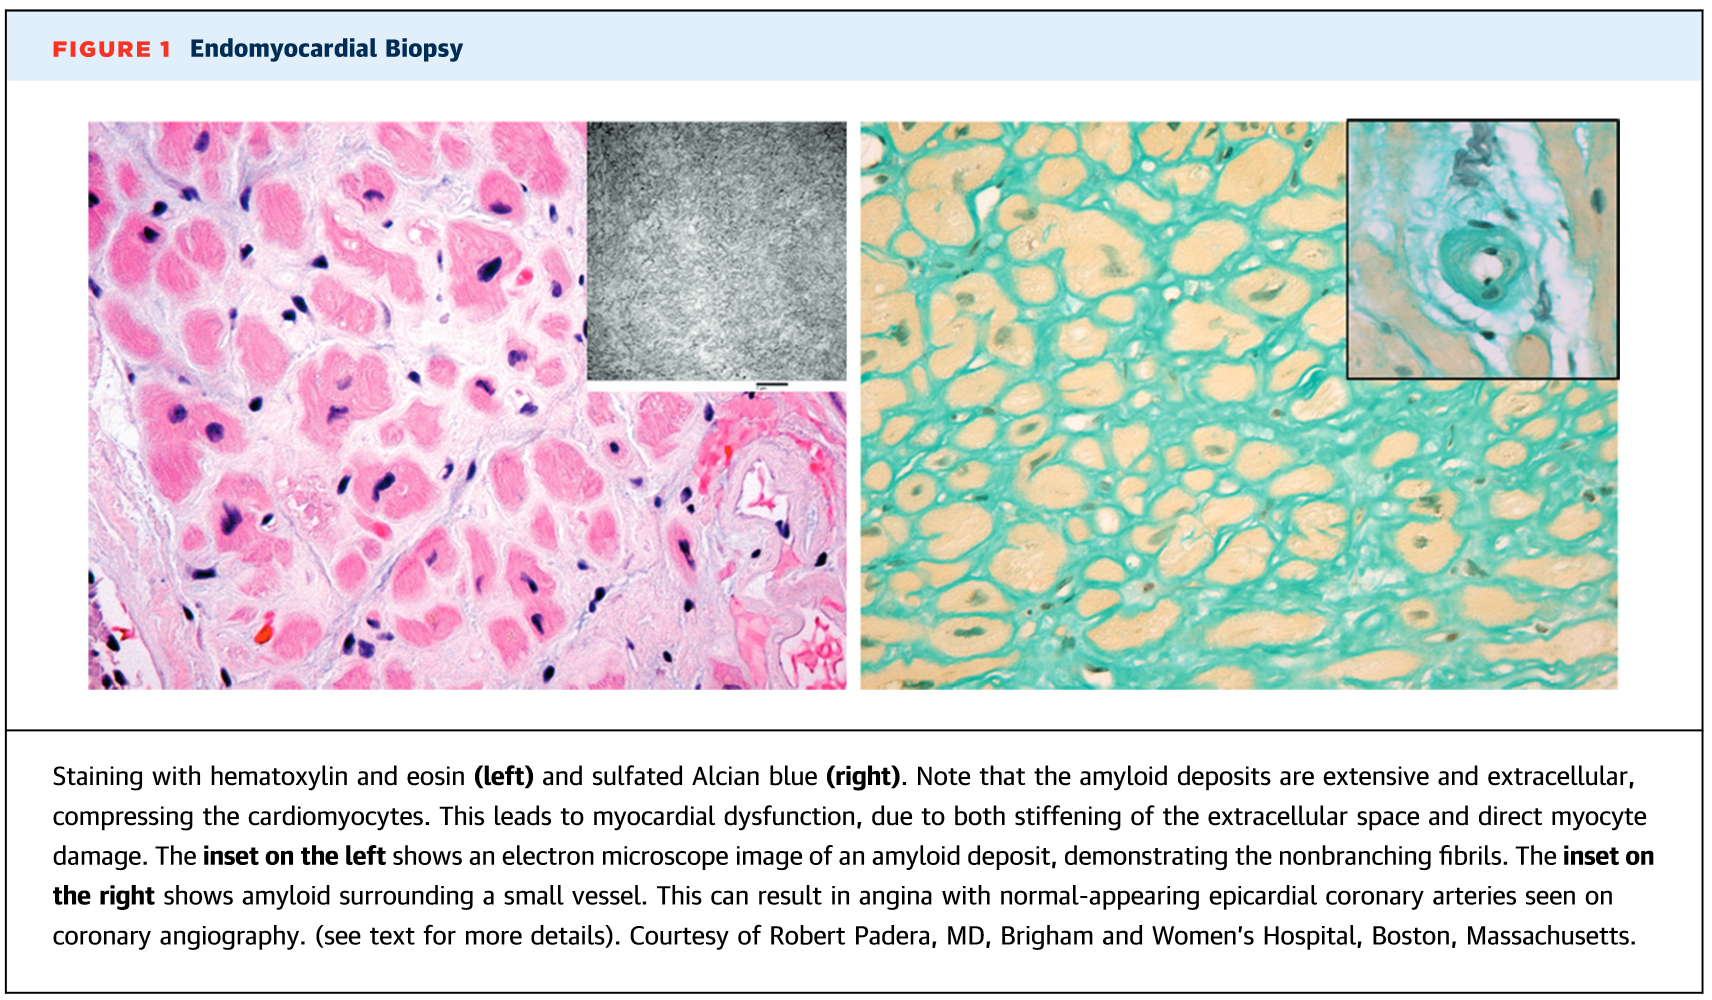 FIGURE 1 Endomyocardial Biopsy
Staining with hematoxylin and eosin (left) and sulfated Alcian blue (right). Note that the amyloid deposits are extensive and extracellular,
compressing the cardiomyocytes. This leads to myocardial dysfunction, due to both stiffening of the extracellular space and direct myocyte
damage. The inset on the left shows an electron microscope image of an amyloid deposit, demonstrating the nonbranching fibrils. The inset on
the right shows amyloid surrounding a small vessel. This can result in angina with normal-appearing epicardial coronary arteries seen on
coronary angiography. (see text for more details). Courtesy of Robert Padera, MD, Brigham and Women's Hospital, Boston, Massachusetts.